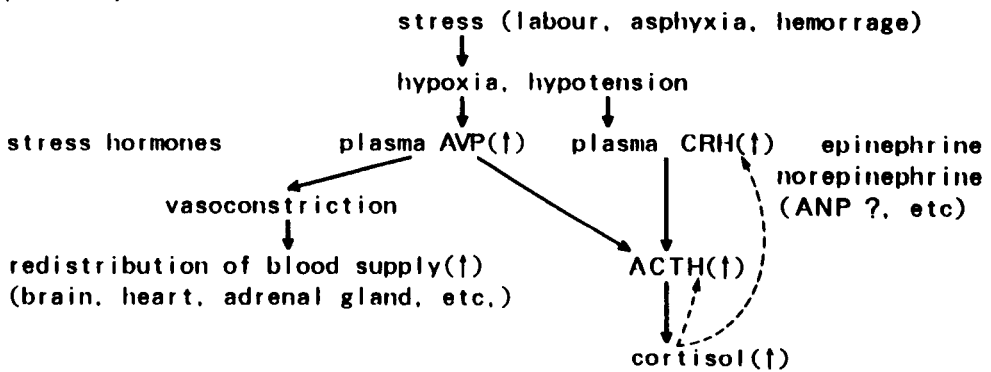 stress (labour, asphyxia, hemorrage)
hypoxia, hypotension
stress hormones plasma AVP(↑) plasma CRH(↑) epinephrine
norepinephrine
vasoconstriction (ANP ?, etc)
redistribution of blood supply(↑) ACTH(↑)
(brain, heart, adrenal gland, etc,)
cortisol(↑)